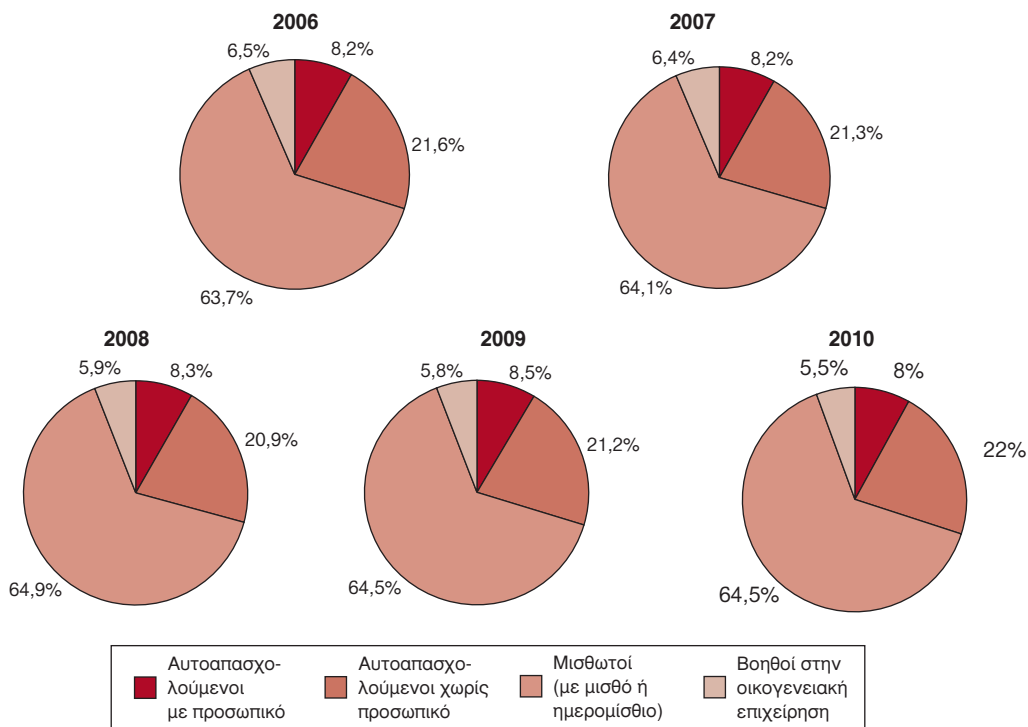 2006
6,5%
8,2%
21,6%
63,7%
2007
6,4%
8,2%
21,3%
64,1%
2008
5,9%
8,3%
20,9%
64,9%
2009
5,8%
8,5%
21,2%
64,5%
2010
5,5%
8%
22%
64,5%
Αυτοαπασχο-
λούμενοι
με προσωπικό
Αυτοαπασχο-
λούμενοι χωρίς
προσωπικό
Μισθωτοί
(με μισθό ή
ημερομίσθιο)
Βοηθοί στην
οικογενειακή
επιχείρηση